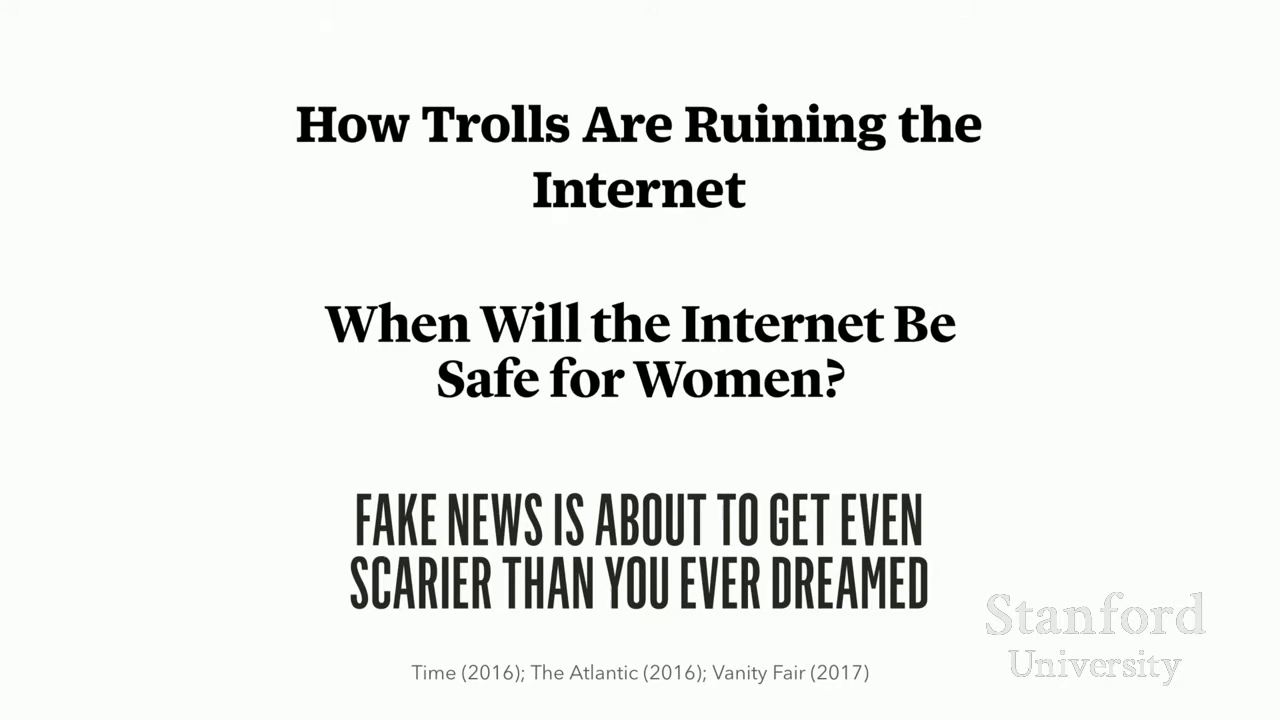 How Trolls Are Ruining the
Internet
When Will the Internet Be
Safe for Women?
FAKE NEWS IS ABOUT TO GET EVEN
SCARIER THAN YOU EVER DREAMED
Time (2016); The Atlantic (2016); Vanity Fair (2017)
Stanford
University